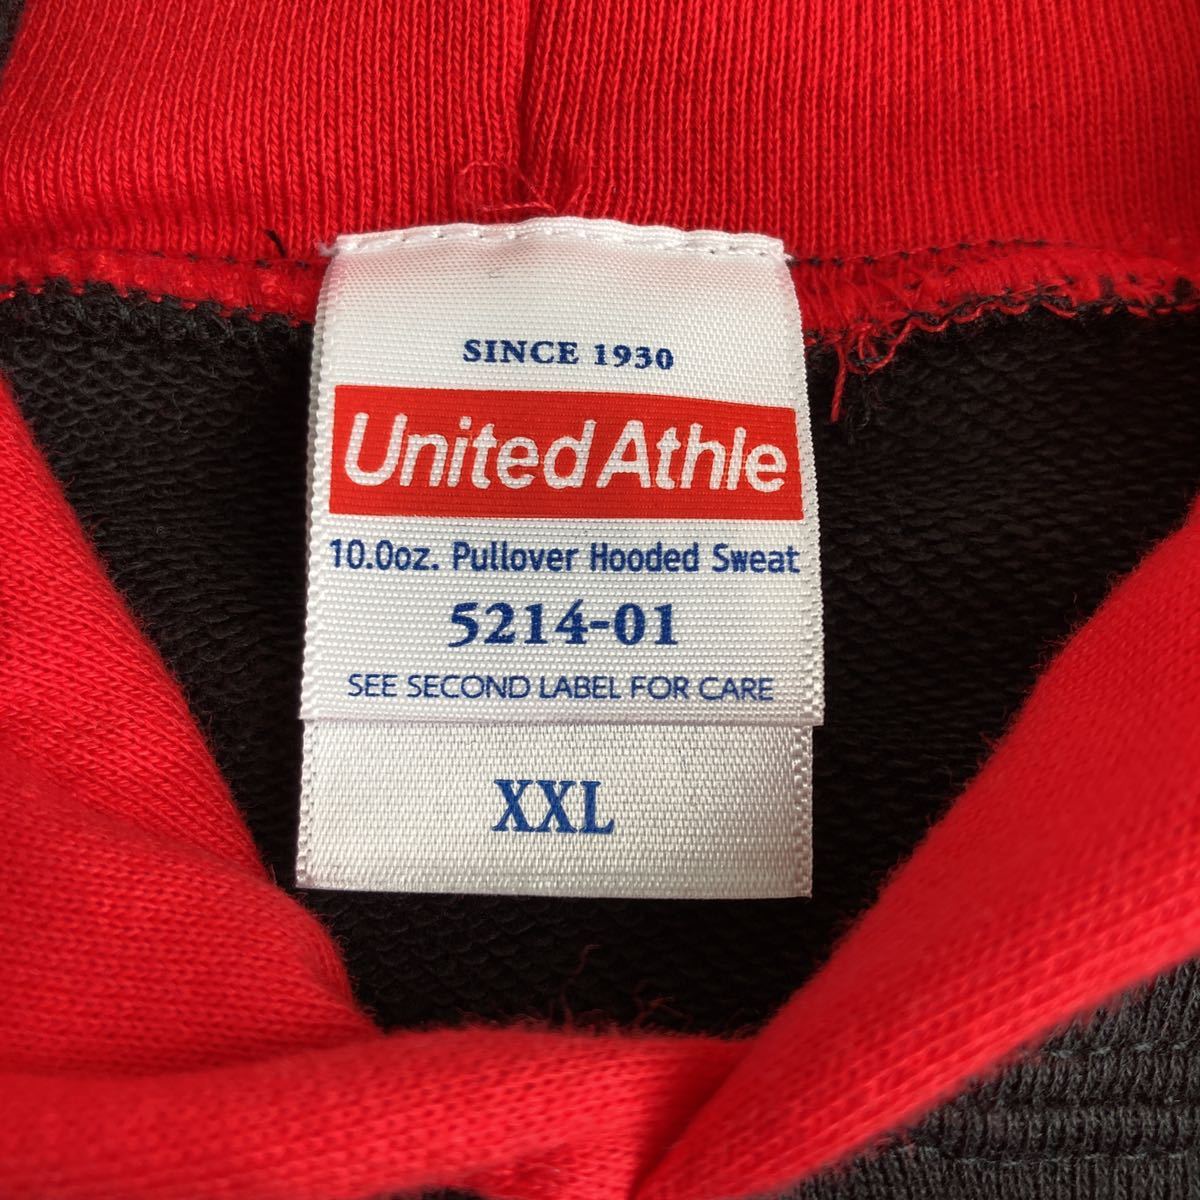 SINCE 1930
United Athle
10.0oz. Pullover Hooded Sweat
5214-01
SEE SECOND LABEL FOR CARE
XXL